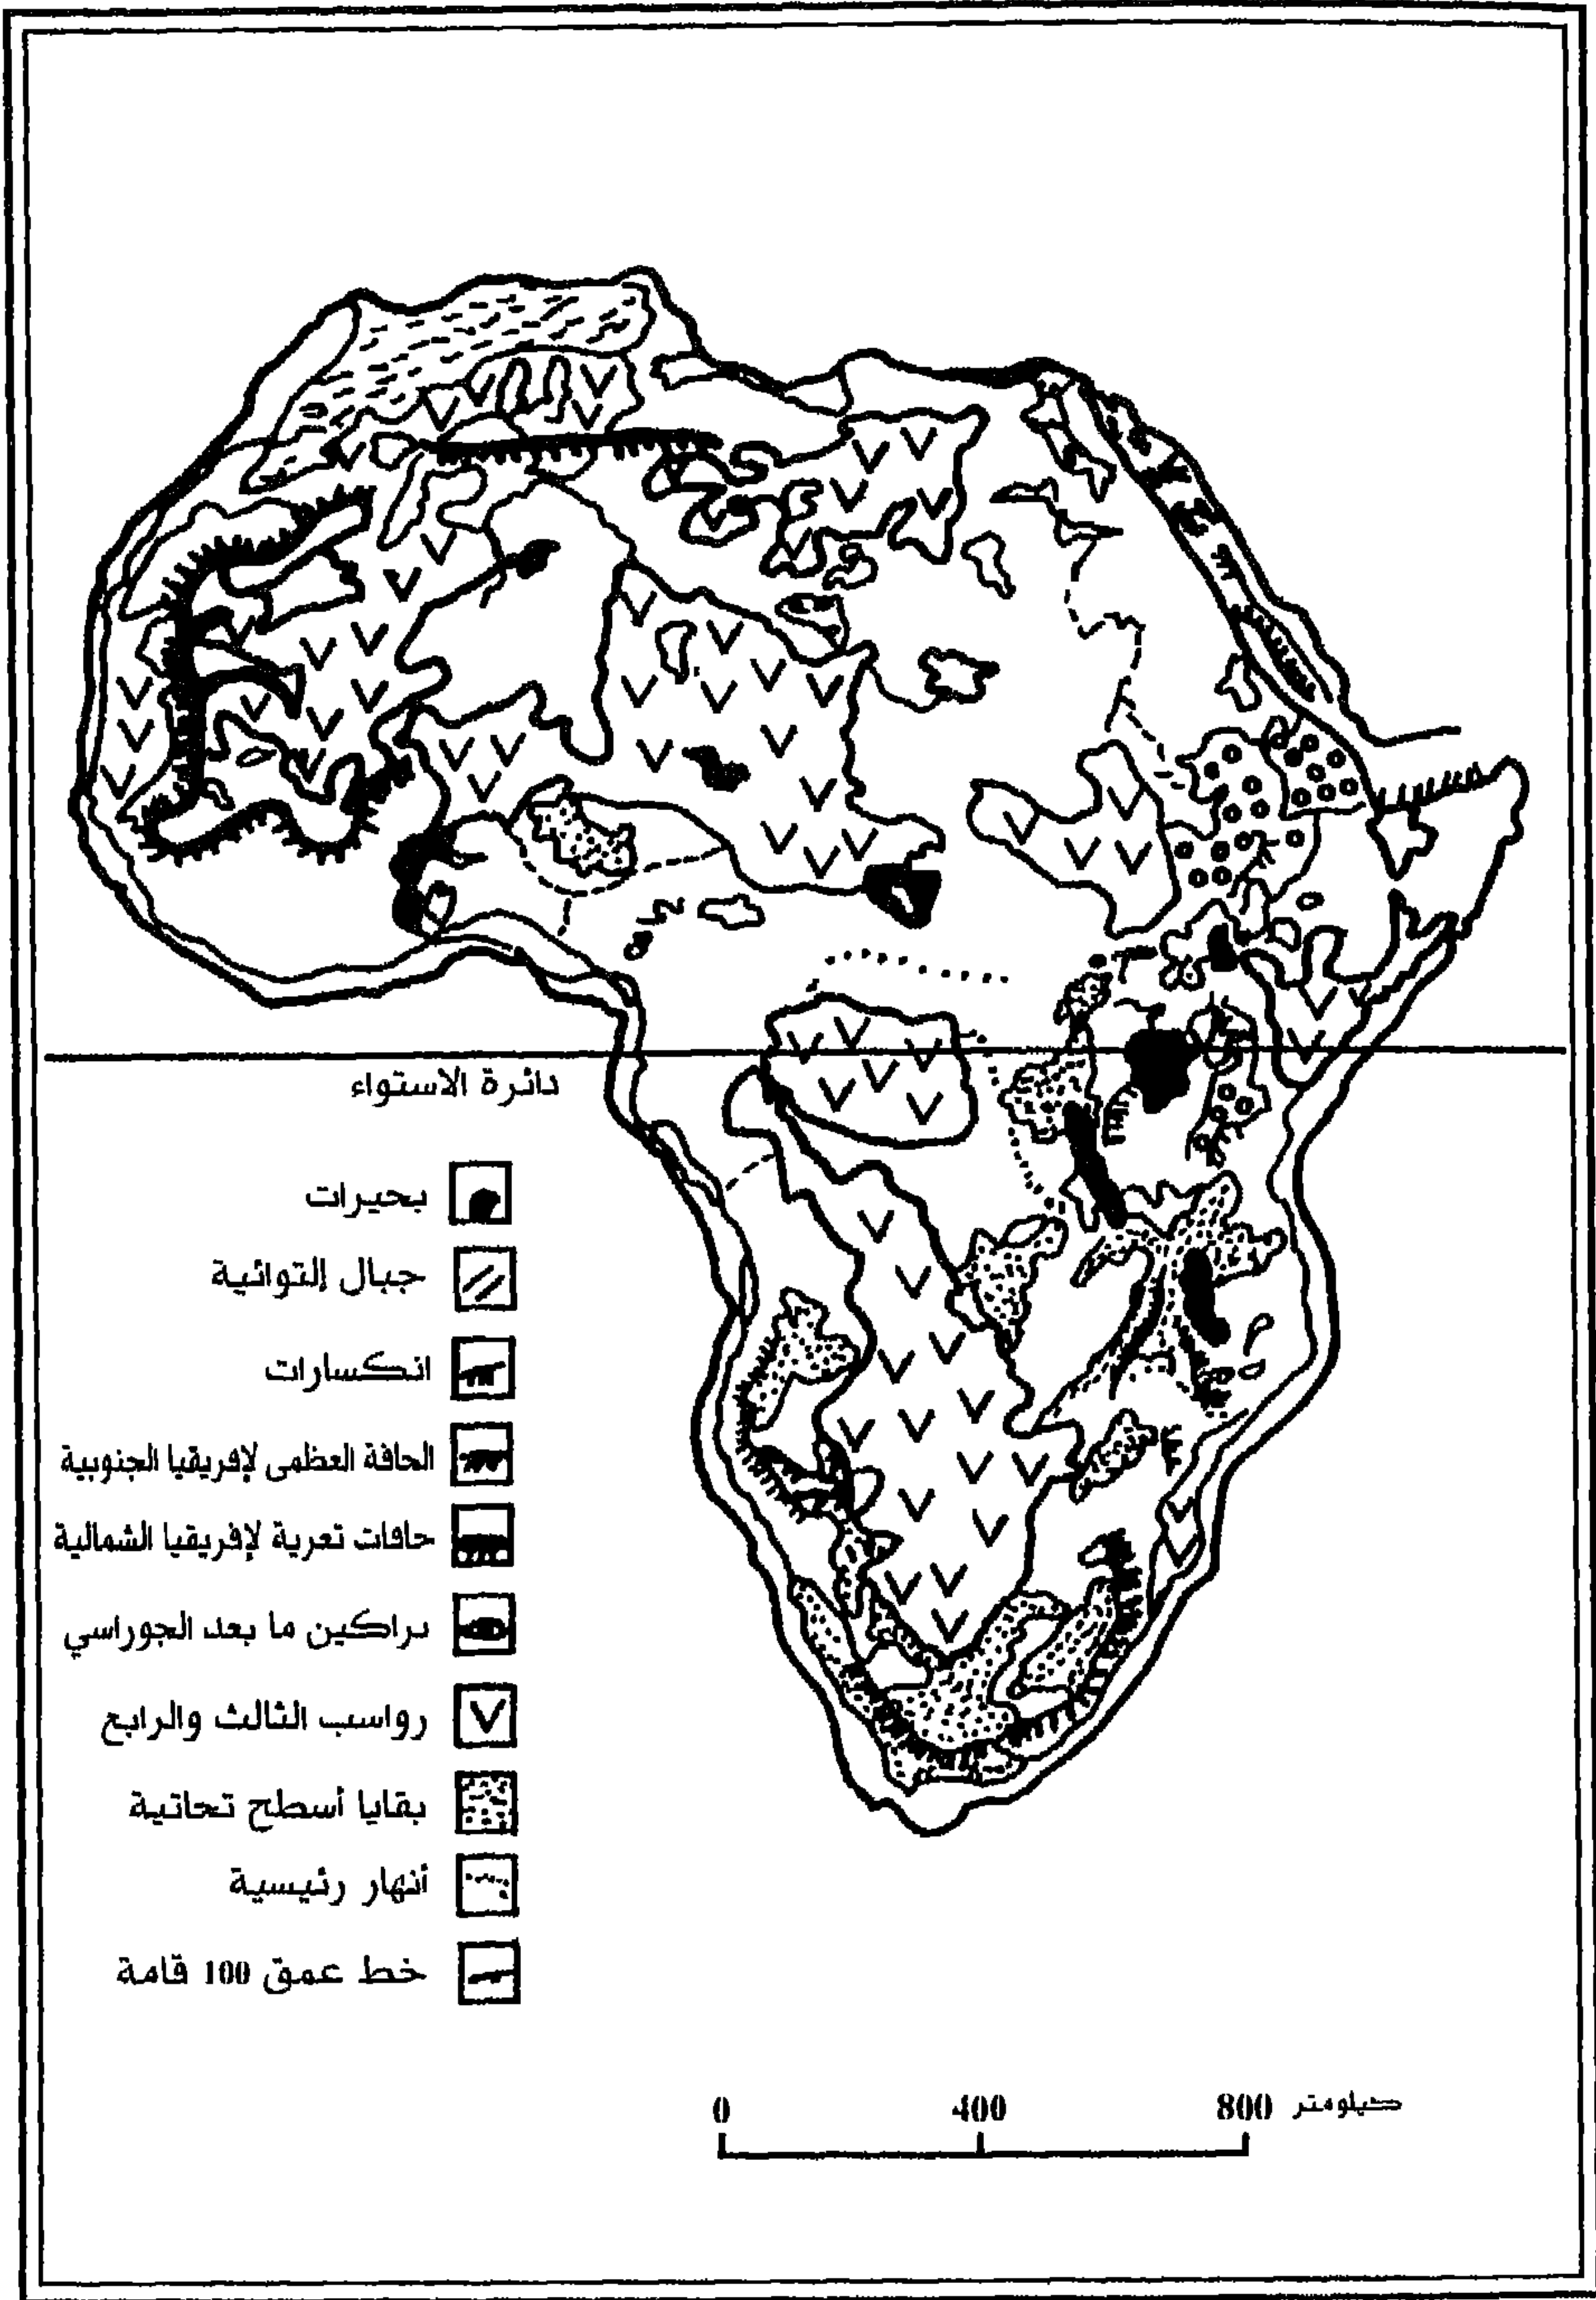 دائرة الاستواء
بحيرات
جبال إلتوائية
انكسارات
الحافة العظمى لإفريقيا الجنوبية
حافات تعرية لإفريقيا الشمالية
براكين ما بعد الجوراسي
رواسب الثالث والرابع
بقايا أسطح تحاتية
أنهار رئيسية
خط عمق 100 قامة
0 400 800 كيلومتر